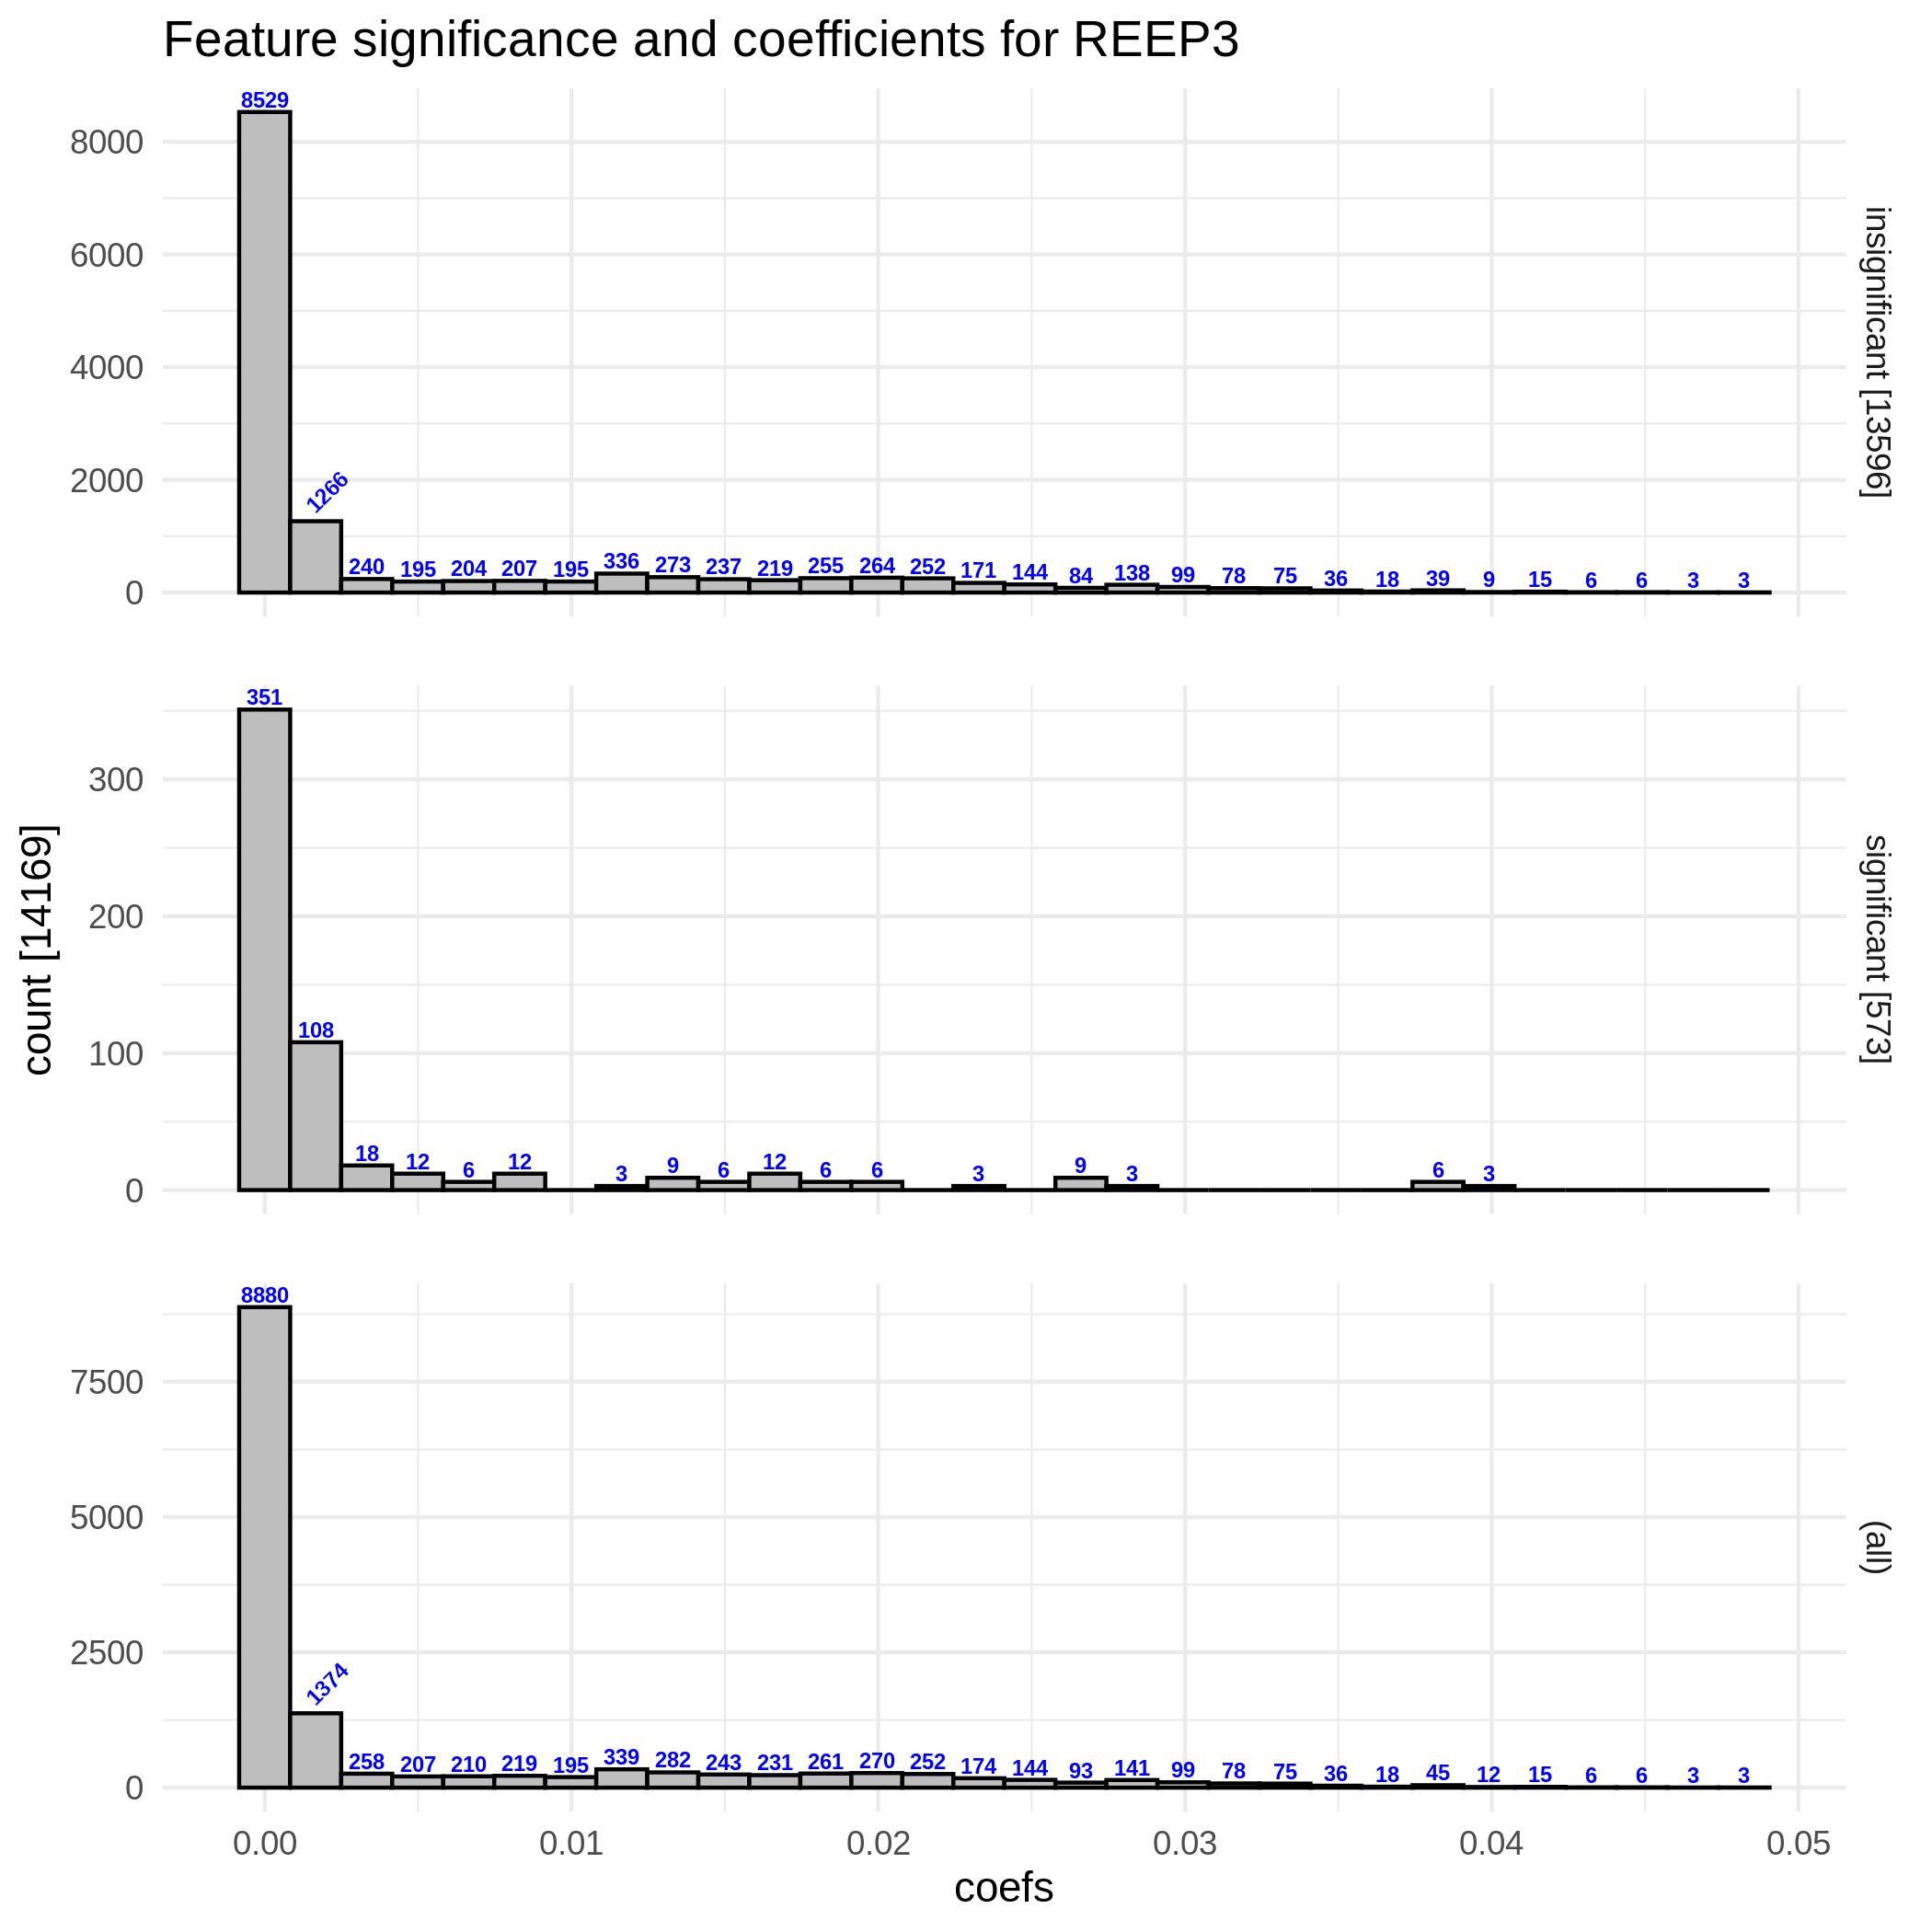 Feature significance and coefficients for REEP3
8529
8000
6000
4000
2000
0
1266
240 195 204 207 195 336 273 237 219 255 264 252 171 144 84 138 99 78 75 36 18 39 9 15 6 6 3 3
insignificant [13596]
count [14169]
351
300
200
100
0
108
18 12 6 12 3 9 6 12 6 6 3 9 3 6 3
significant [573]
8880
7500
5000
2500
0
1374
258 207 210 219 195 339 282 243 231 261 270 252 174 144 93 141 99 78 75 36 18 45 12 15 6 6 3 3
(all)
0.00 0.01 0.02 0.03 0.04 0.05
coefs